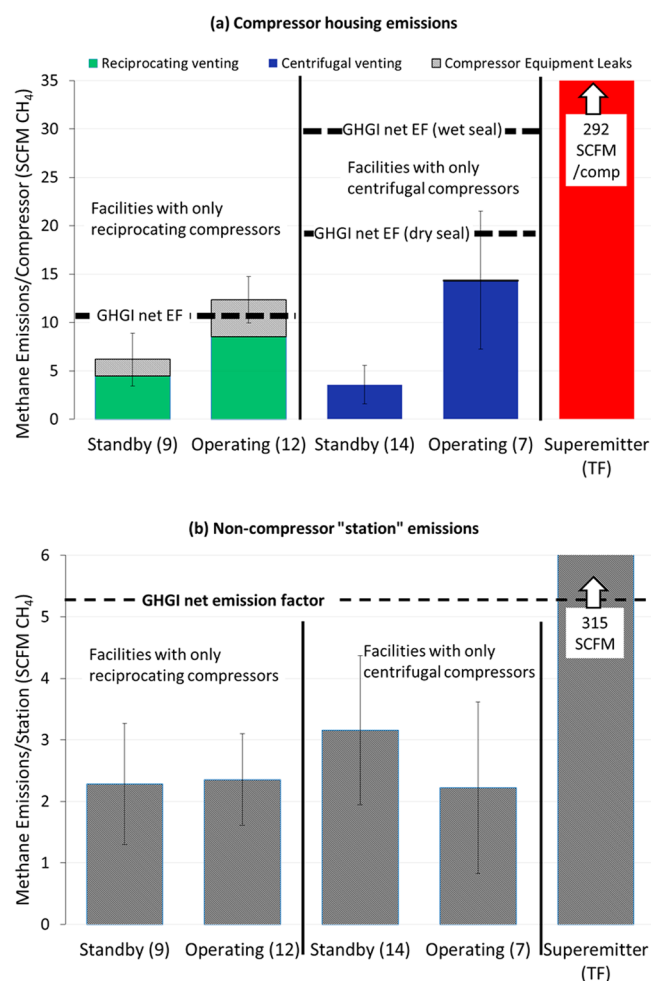 (a) Compressor housing emissions
Reciprocating venting
Centrifugal venting
Compressor Equipment Leaks
Methane Emissions/Compressor (SCFM CH₄)
35
30
25
20
15
10
5
0
GHGI net EF (wet seal)
Facilities with only
centrifugal compressors
Facilities with only
reciprocating compressors
GHGI net EF (dry seal)
GHGI net EF
292
SCFM
/comp
Standby (9)
Operating (12)
Standby (14)
Operating (7)
Superemitter
(TF)
(b) Non-compressor "station" emissions
Methane Emissions/Station (SCFM CH₄)
6
5
4
3
2
1
0
GHGI net emission factor
Facilities with only
reciprocating compressors
Facilities with only
centrifugal compressors
315
SCFM
Standby (9)
Operating (12)
Standby (14)
Operating (7)
Superemitter
(TF)